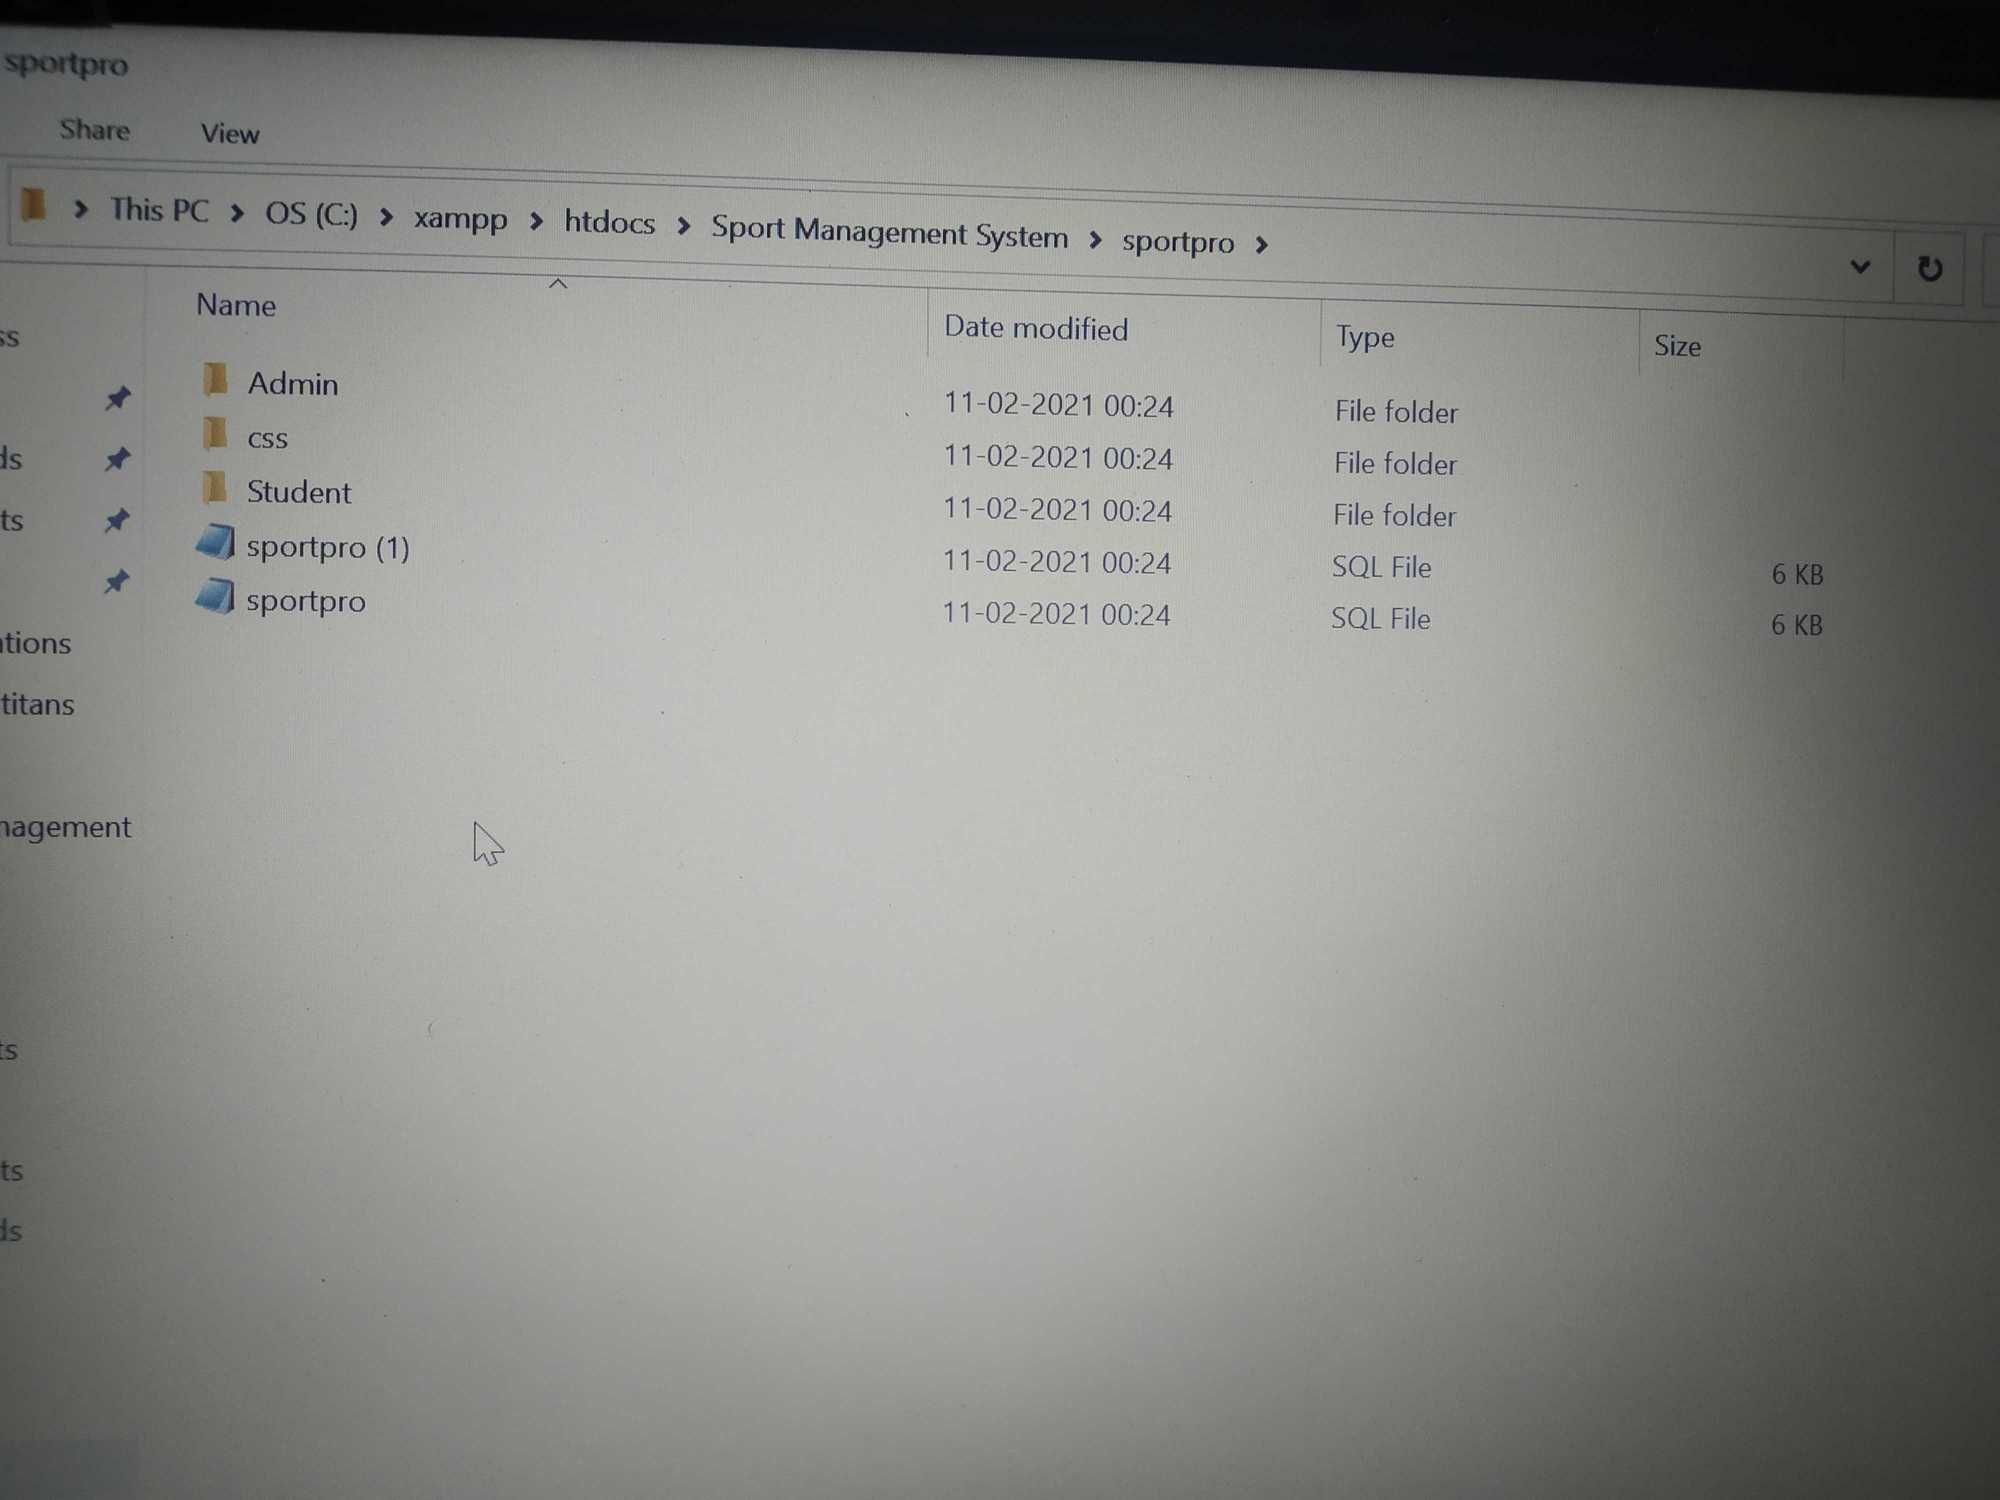 sportpro
Share View
This PC > OS (C:) > xampp > htdocs > Sport Management System > sportpro >
Name Date modified Type Size
Admin 11-02-2021 00:24 File folder
css 11-02-2021 00:24 File folder
Student 11-02-2021 00:24 File folder
sportpro (1) 11-02-2021 00:24 SQL File 6 KB
sportpro 11-02-2021 00:24 SQL File 6 KB
ss
ds
ts
ations
titans
nagement
ts
ts
ds